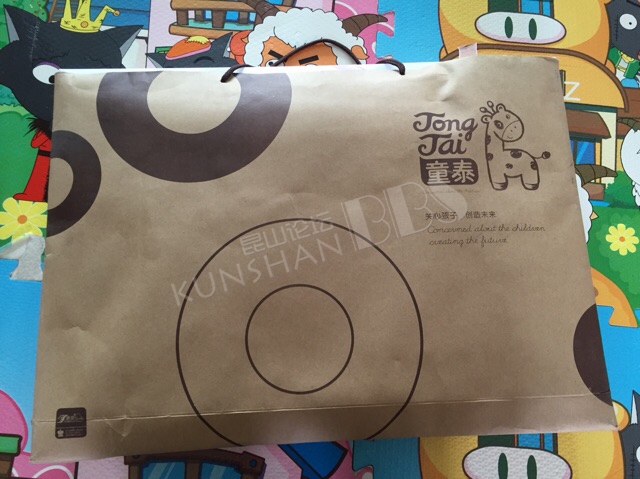 Tong
Tai
童泰
关心孩子 创造未来
Concerned about the children
creating the future
昆山论坛 BBS
KUNSHAN
Z